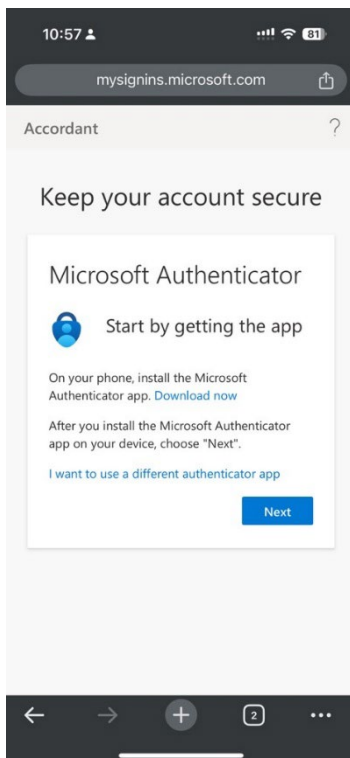 10:57
81
mysignins.microsoft.com
Accordant
?
Keep your account secure
Microsoft Authenticator
Start by getting the app
On your phone, install the Microsoft
Authenticator app. Download now
After you install the Microsoft Authenticator
app on your device, choose "Next".
I want to use a different authenticator app
Next
2